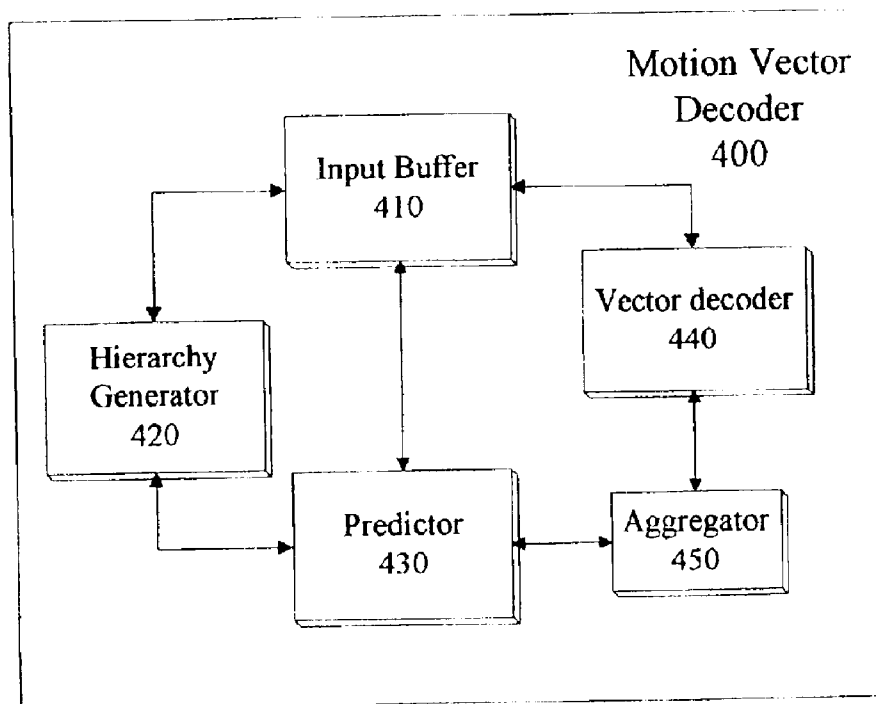 Motion Vector
Decoder
400
Input Buffer
410
Vector decoder
440
Hierarchy
Generator
420
Predictor
430
Aggregator
450